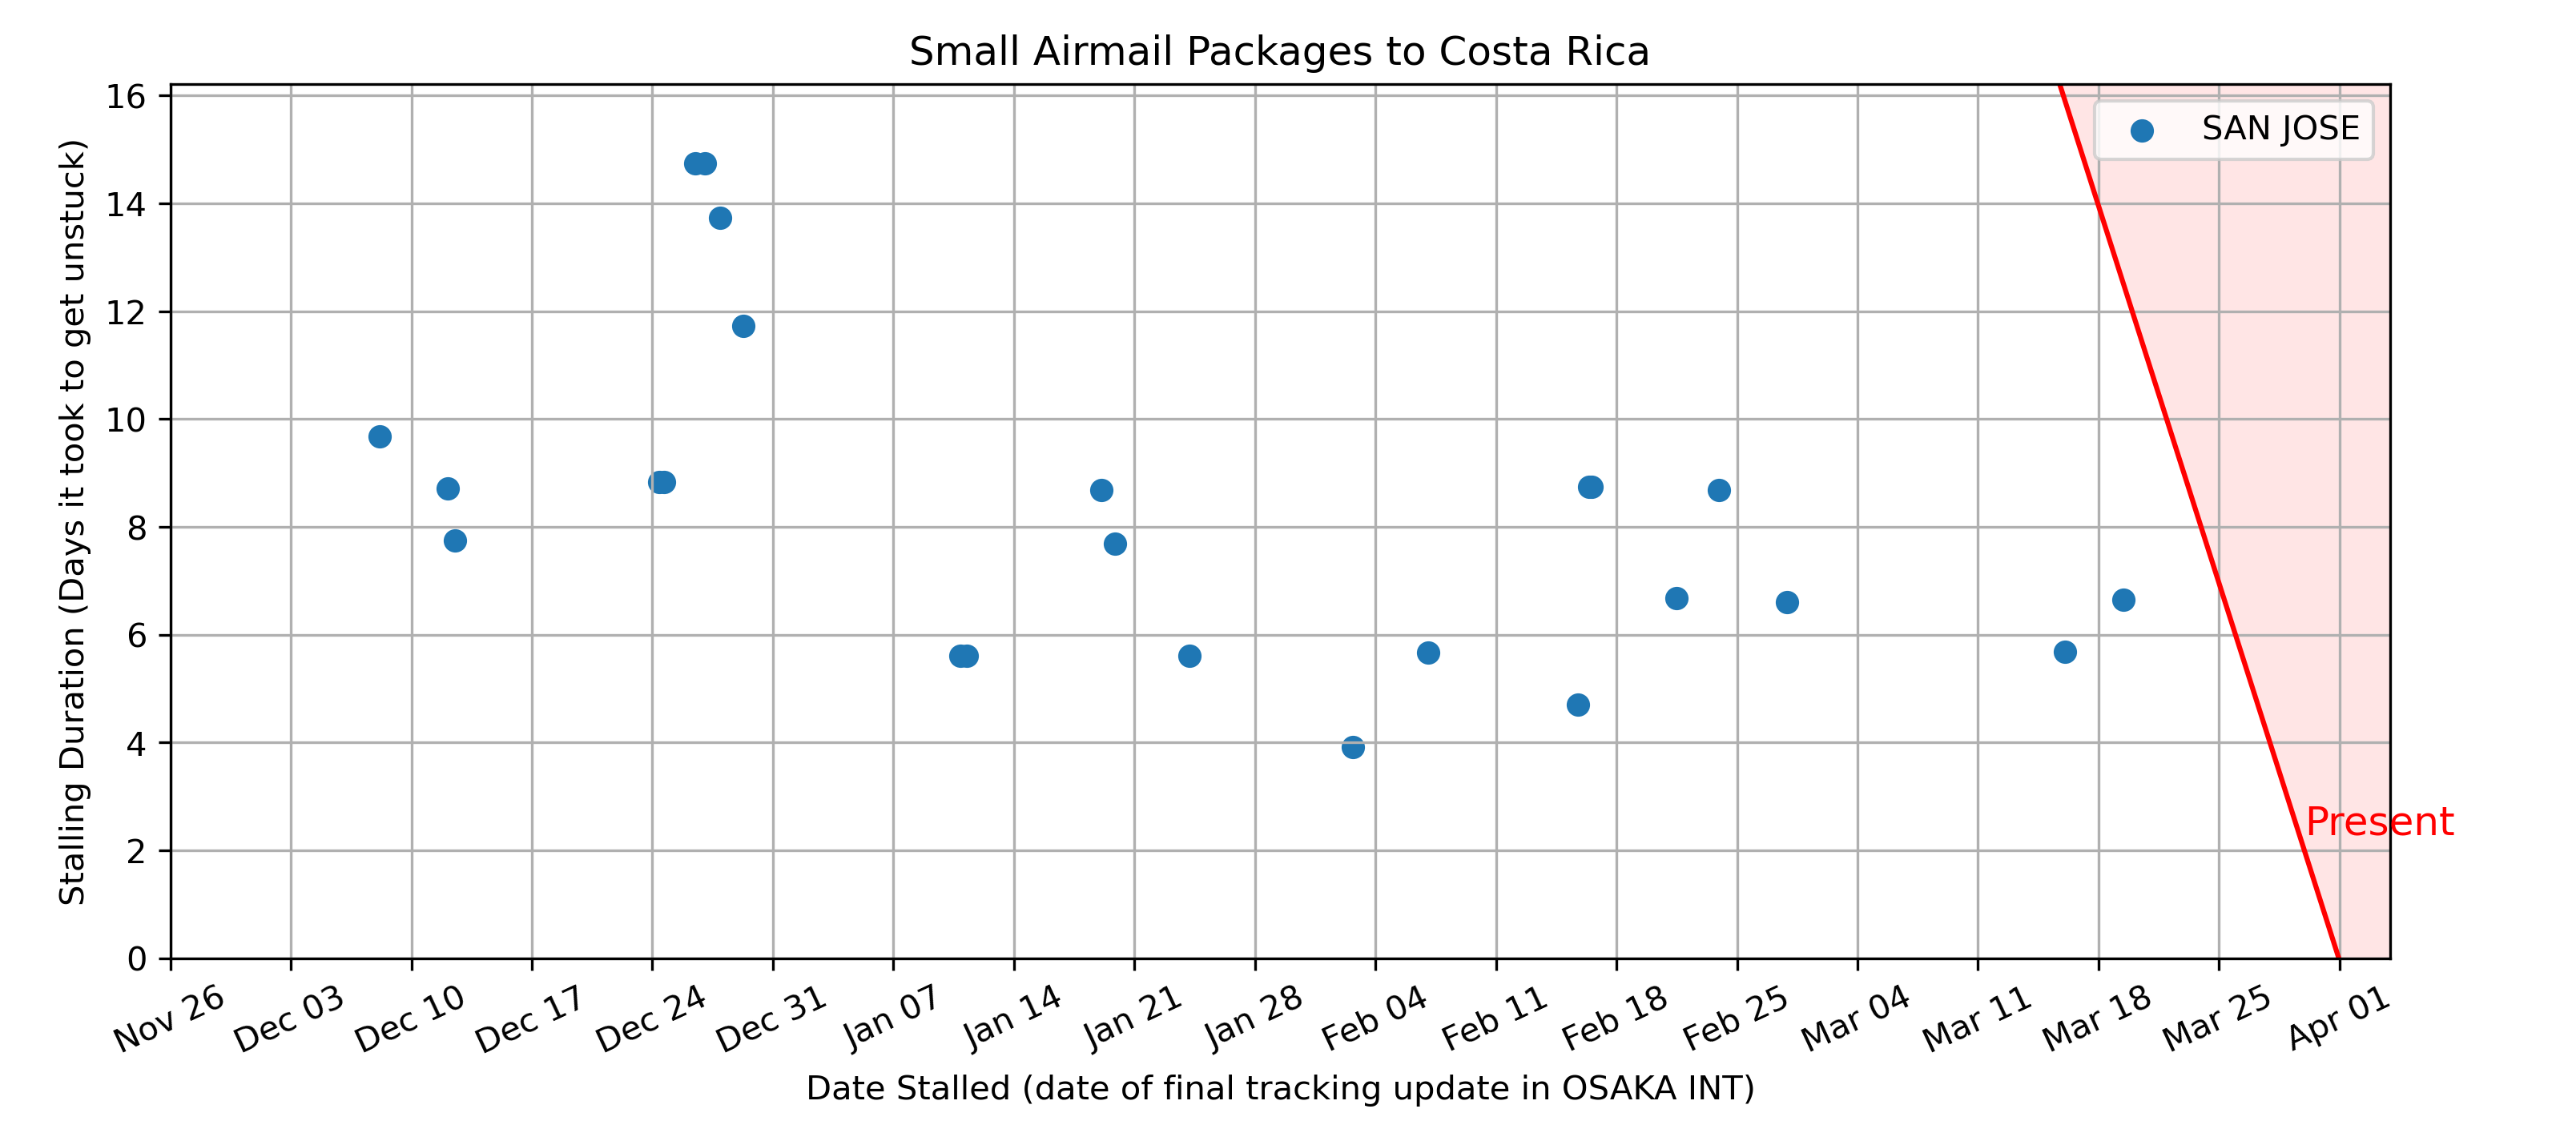 Small Airmail Packages to Costa Rica
Stalling Duration (Days it took to get unstuck)
16
14
12
10
8
6
4
2
0
SAN JOSE
Present
Nov 26
Dec 03
Dec 10
Dec 17
Dec 24
Dec 31
Jan 07
Jan 14
Jan 21
Jan 28
Feb 04
Feb 11
Feb 18
Feb 25
Mar 04
Mar 11
Mar 18
Mar 25
Apr 01
Date Stalled (date of final tracking update in OSAKA INT)